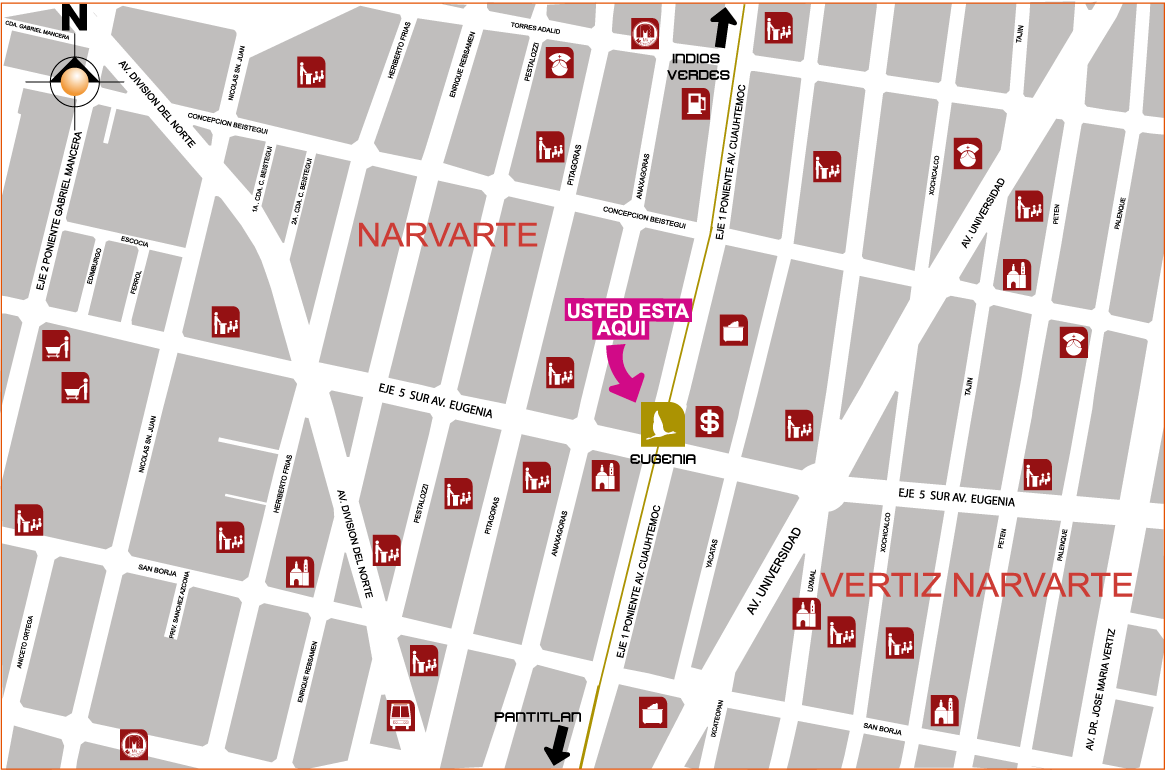 N
CDA. GABRIEL MANCERA
AV. DIVISION DEL NORTE
NICOLAS SN. JUAN
HERIBERTO FRIAS
ENRIQUE REBSAMEN
TORRES ADALID
PESTALOZZI
INDIOS
VERDES
TAJIN
CONCEPCION BEISTEGUI
1A. CDA. C. BEISTEGUI
2A. CDA. C. BEISTEGUI
PITAGORAS
ANAXAGORAS
EJE 1 PONIENTE AV. CUAUHTEMOC
XOCHICALCO
AV. UNIVERSIDAD
PETEN
PALENQUE
EJE 2 PONIENTE GABRIEL MANCERA
ESCOCIA
EDIMBURGO
FERROL
NARVARTE
CONCEPCION BEISTEGUI
USTED ESTA
AQUI
TAJIN
EJE 5 SUR AV. EUGENIA
$
EUGENIA
NICOLAS SN. JUAN
HERIBERTO FRIAS
AV. DIVISION DEL NORTE
PESTALOZZI
PITAGORAS
ANAXAGORAS
EJE 1 PONIENTE AV. CUAUHTEMOC
YACATAS
AV. UNIVERSIDAD
EJE 5 SUR AV. EUGENIA
XOCHICALCO
PETEN
PALENQUE
UXMAL
VERTIZ NARVARTE
SAN BORJA
PRIV. SANCHEZ AZCONA
ANICETO ORTEGA
ENRIQUE REBSAMEN
PANTITLAN
IXCATEOPAN
SAN BORJA
AV. DR. JOSE MARIA VERTIZ